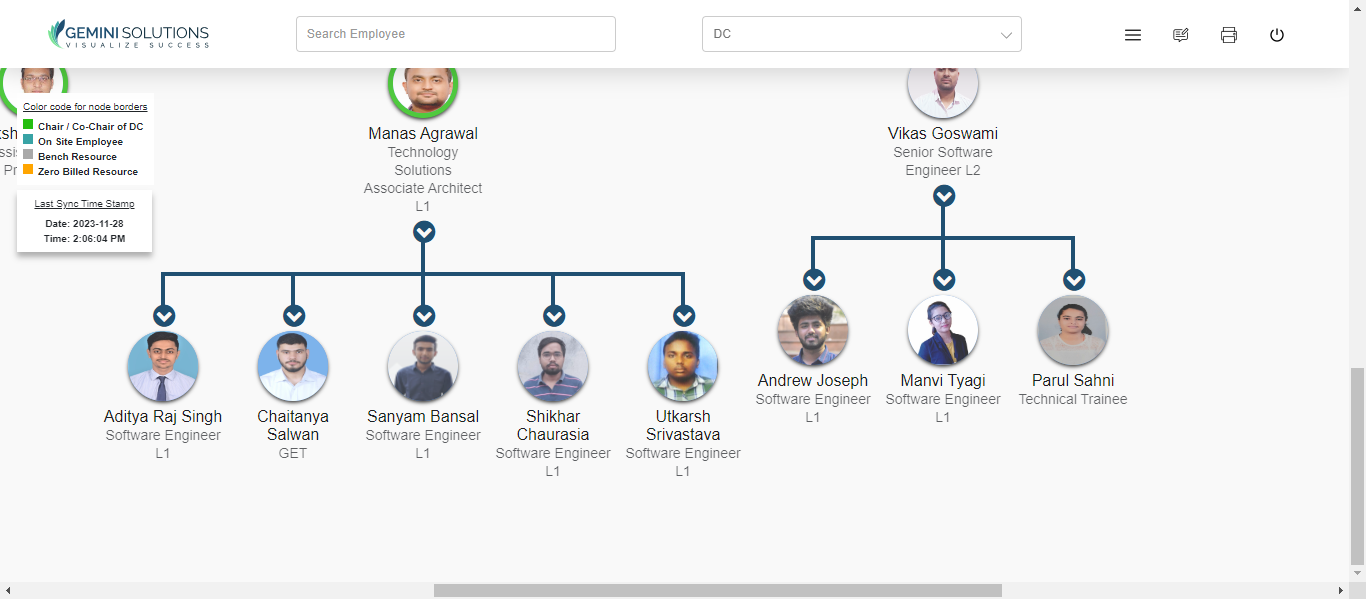 GEMINI SOLUTIONS
VISUALIZE SUCCESS
Search Employee
DC
Color code for node borders
Chair / Co-Chair of DC
On Site Employee
Bench Resource
Zero Billed Resource
Last Sync Time Stamp
Date: 2023-11-28
Time: 2:06:04 PM
Manas Agrawal
Technology
Solutions
Associate Architect
L1
Vikas Goswami
Senior Software
Engineer L2
Aditya Raj Singh
Software Engineer
L1
Chaitanya
Salwan
GET
Sanyam Bansal
Software Engineer
L1
Shikhar
Chaurasia
Software Engineer
L1
Utkarsh
Srivastava
Software Engineer
L1
Andrew Joseph
Software Engineer
L1
Manvi Tyagi
Software Engineer
L1
Parul Sahni
Technical Trainee